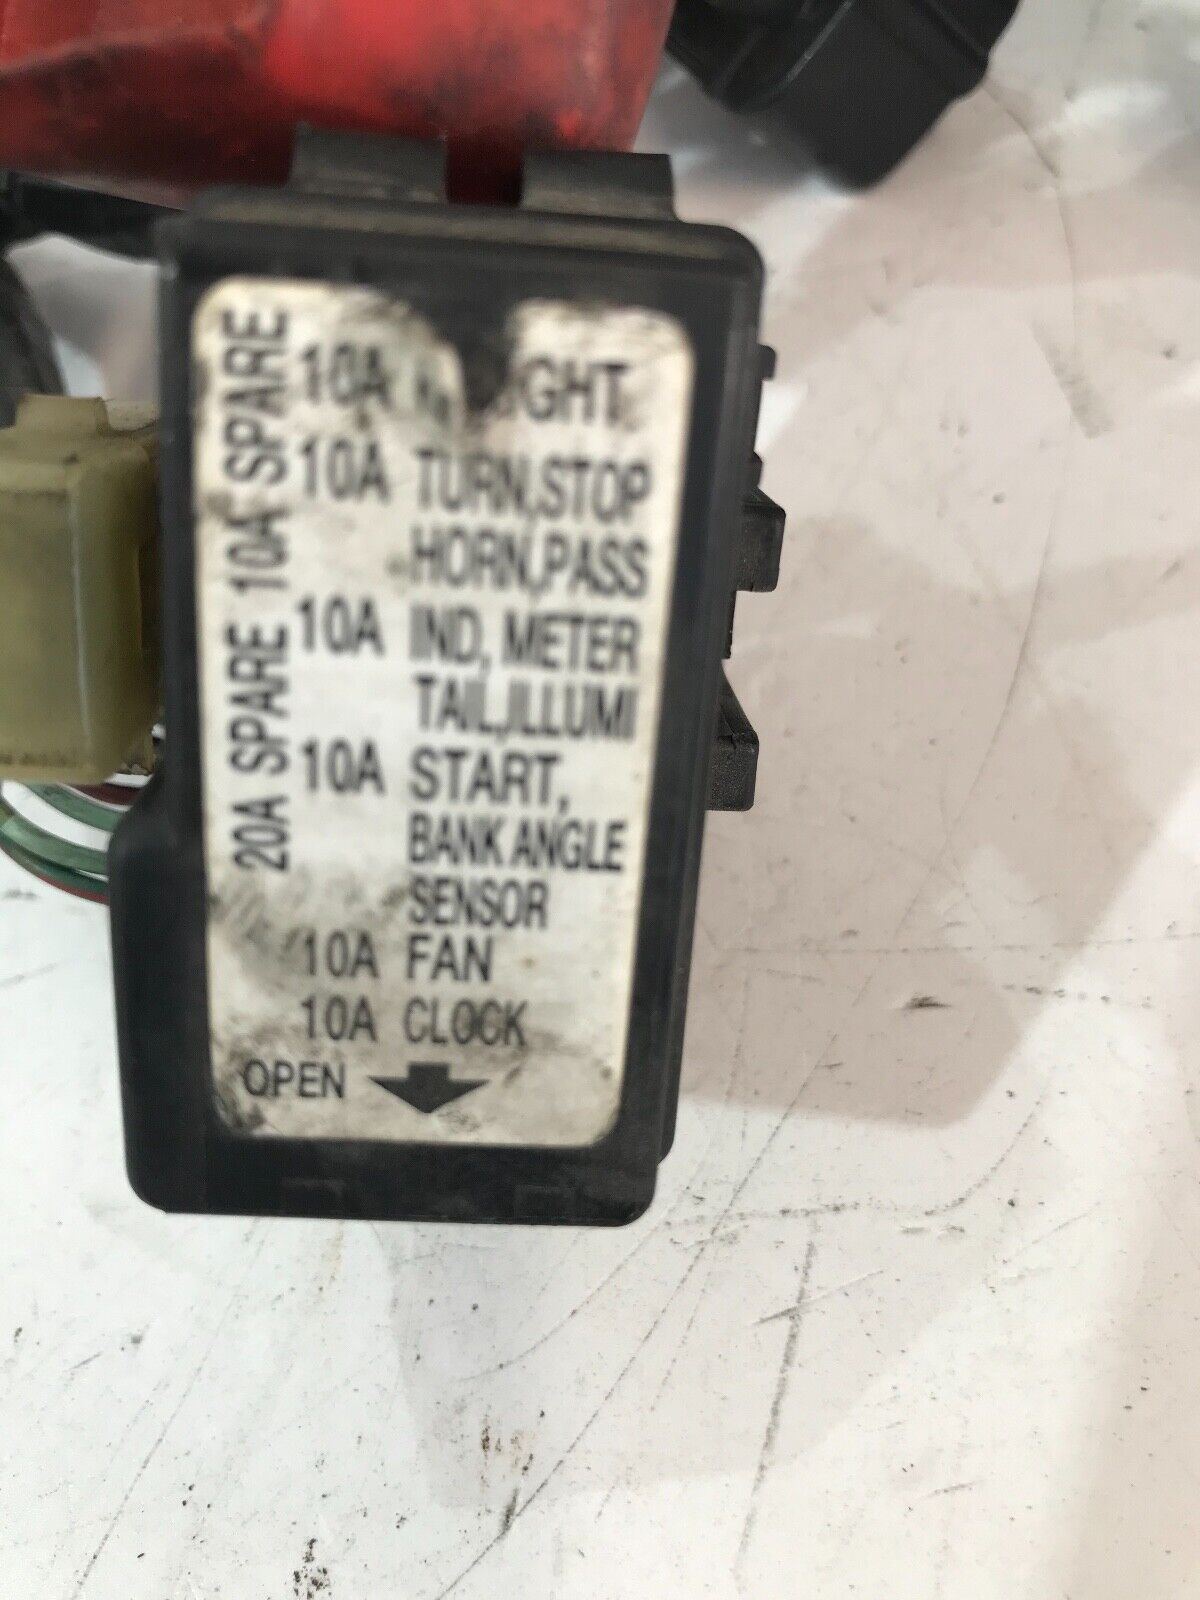 20A SPARE 10A SPARE
10A
10A TURN,STOP
HORN,PASS
10A IND, METER
TAIL,ILLUMI
10A START,
BANK ANGLE
SENSOR
10A FAN
10A CLOCK
OPEN